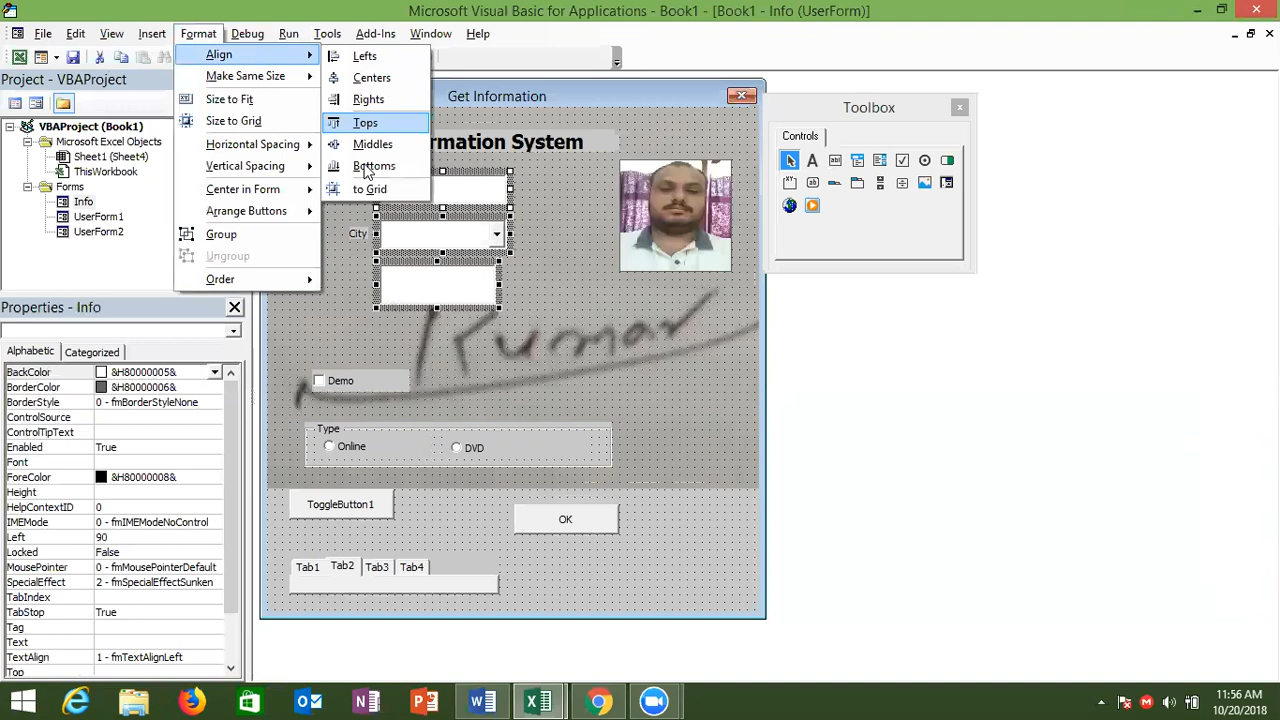 Microsoft Visual Basic for Applications - Book1 - [Book1 - Info (UserForm)]
File Edit View Insert Format Debug Run Tools Add-Ins Window Help
Align
Make Same Size
Size to Fit
Size to Grid
Horizontal Spacing
Vertical Spacing
Center in Form
Arrange Buttons
Group
Ungroup
Order
Lefts
Centers
Rights
Tops
Middles
Bottoms
to Grid
Project - VBAProject
VBAProject (Book1)
Microsoft Excel Objects
Sheet1 (Sheet4)
ThisWorkbook
Forms
Info
UserForm1
UserForm2
Properties - Info
Alphabetic Categorized
BackColor &H80000005&
BorderColor &H80000006&
BorderStyle 0 - fmBorderStyleNone
ControlSource
ControlTipText
Enabled True
Font
ForeColor &H80000008&
Height
HelpContextID 0
IMEMode 0 - fmIMEModeNoControl
Left 90
Locked False
MousePointer 0 - fmMousePointerDefault
SpecialEffect 2 - fmSpecialEffectSunken
TabIndex
TabStop True
Tag
Text
TextAlign 1 - fmTextAlignLeft
Top
Get Information
rmation System
City
Kumar
Demo
Type
Online DVD
ToggleButton1
OK
Tab1 Tab2 Tab3 Tab4
Toolbox
Controls
11:56 AM
10/20/2018